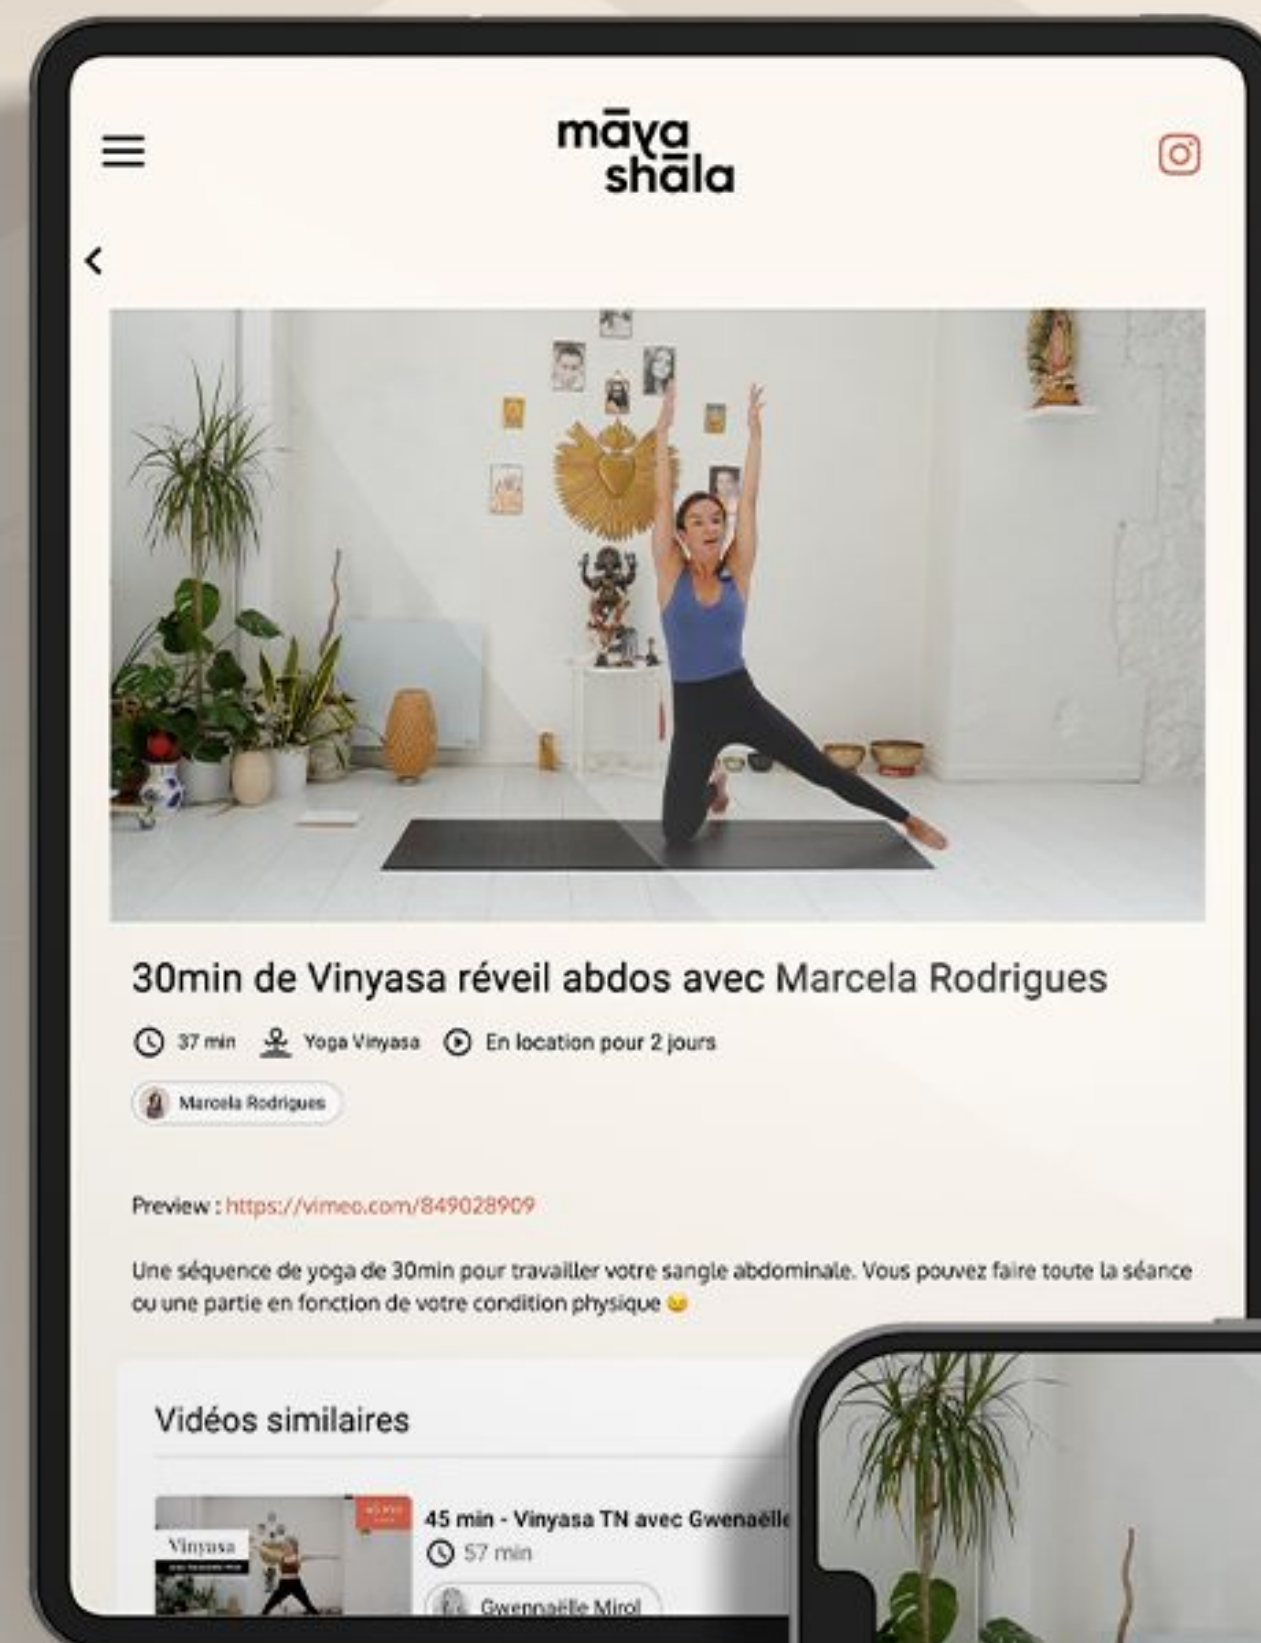 māya
shāla
30min de Vinyasa réveil abdos avec Marcela Rodrigues
37 min Yoga Vinyasa En location pour 2 jours
Marcela Rodrigues
Preview : https://vimeo.com/849028909
Une séquence de yoga de 30min pour travailler votre sangle abdominale. Vous pouvez faire toute la séance
ou une partie en fonction de votre condition physique 😉
Vidéos similaires
Vinyasa
45 min - Vinyasa TN avec Gwenaëlle
57 min
Gwennaëlle Mirol